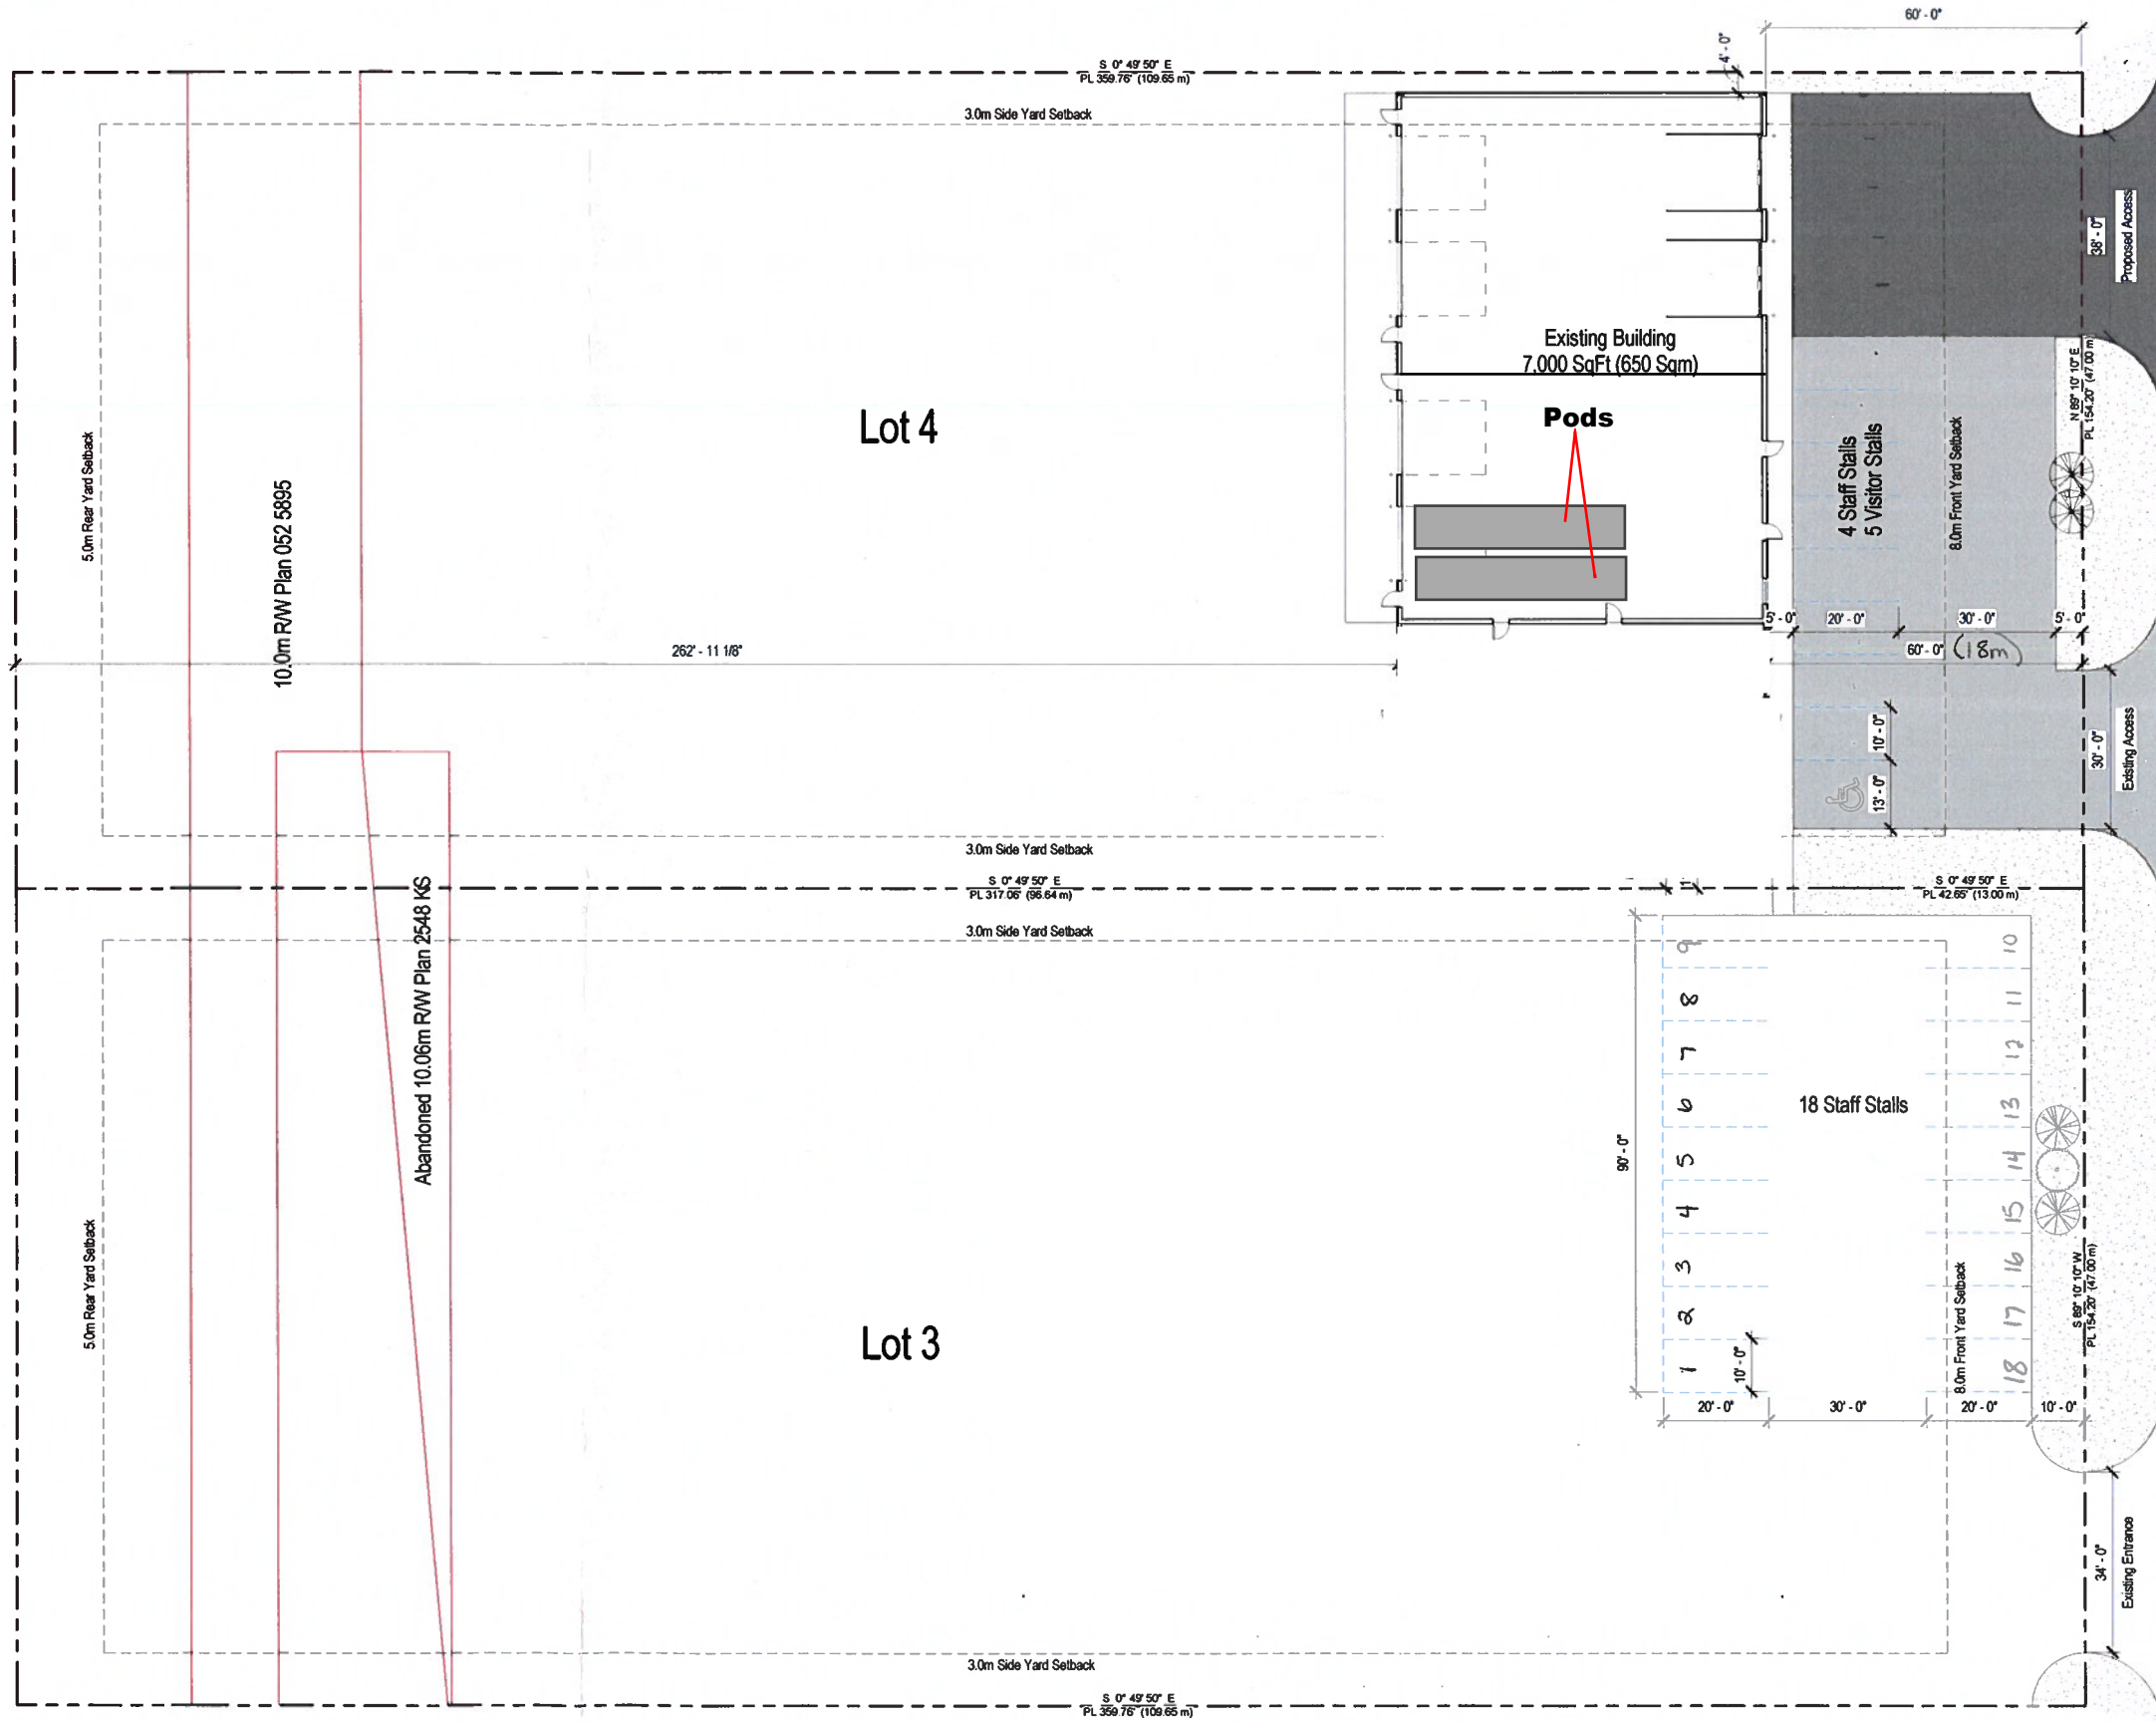 60' - 0"
4' - 0"
S 0° 49' 50" E
PL 359.76' (109.65 m)
3.0m Side Yard Setback
38' - 0"
Proposed Access
Existing Building
7,000 SqFt (650 Sqm)
N 89° 10' 10" E
PL 154.20' (47.00 m)
Pods
Lot 4
4 Staff Stalls
5 Visitor Stalls
8.0m Front Yard Setback
5.0m Rear Yard Setback
10.0m R/W Plan 052 5895
5' - 0"
20' - 0"
30' - 0"
5' - 0"
262' - 11 1/8"
60' - 0" (18m)
10' - 0"
13' - 0"
30' - 0"
Existing Access
3.0m Side Yard Setback
S 0° 49' 50" E
PL 317.06' (96.64 m)
S 0° 49' 50" E
PL 42.65' (13.00 m)
3.0m Side Yard Setback
Abandoned 10.06m R/W Plan 2548 KS
9
10
8
11
7
12
6
18 Staff Stalls
13
90' - 0"
5
14
4
15
3
16
2
17
1
10' - 0"
18
8.0m Front Yard Setback
S 89° 10' 10" W
PL 154.20' (47.00 m)
5.0m Rear Yard Setback
Lot 3
20' - 0"
30' - 0"
20' - 0"
10' - 0"
34' - 0"
Existing Entrance
3.0m Side Yard Setback
S 0° 49' 50" E
PL 359.76' (109.65 m)